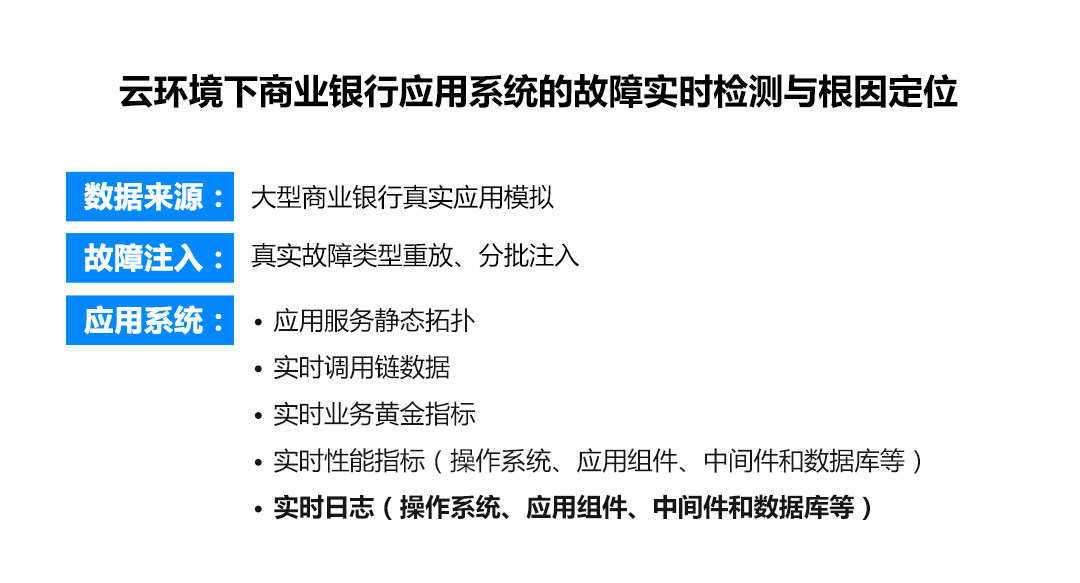 云环境下商业银行应用系统的故障实时检测与根因定位
数据来源： 大型商业银行真实应用模拟
故障注入： 真实故障类型重放、分批注入
应用系统： • 应用服务静态拓扑
• 实时调用链数据
• 实时业务黄金指标
• 实时性能指标（操作系统、应用组件、中间件和数据库等）
• 实时日志（操作系统、应用组件、中间件和数据库等）